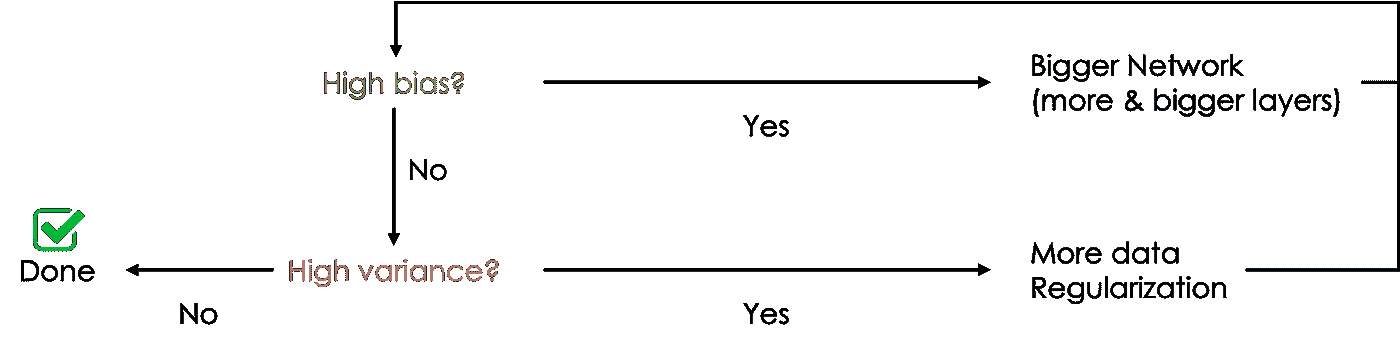 High bias?
Yes
Bigger Network
(more & bigger layers)
No
Done
High variance?
No
Yes
More data
Regularization